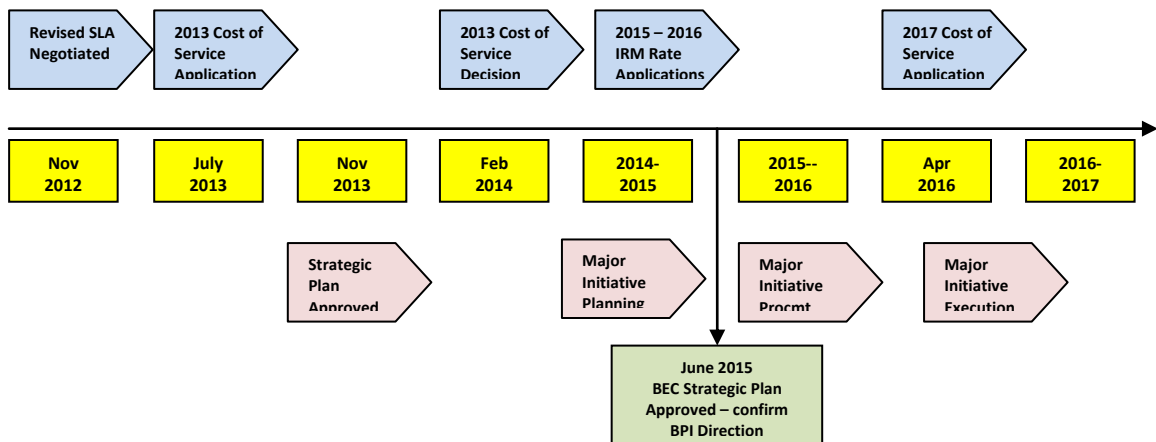 Revised SLA
Negotiated
2013 Cost of
Service
Application
2013 Cost of
Service
Decision
2015 – 2016
IRM Rate
Applications
2017 Cost of
Service
Application
Nov
2012
July
2013
Nov
2013
Feb
2014
2014-
2015
2015--
2016
Apr
2016
2016-
2017
Strategic
Plan
Approved
Major
Initiative
Planning
Major
Initiative
Procmt
Major
Initiative
Execution
June 2015
BEC Strategic Plan
Approved – confirm
BPI Direction